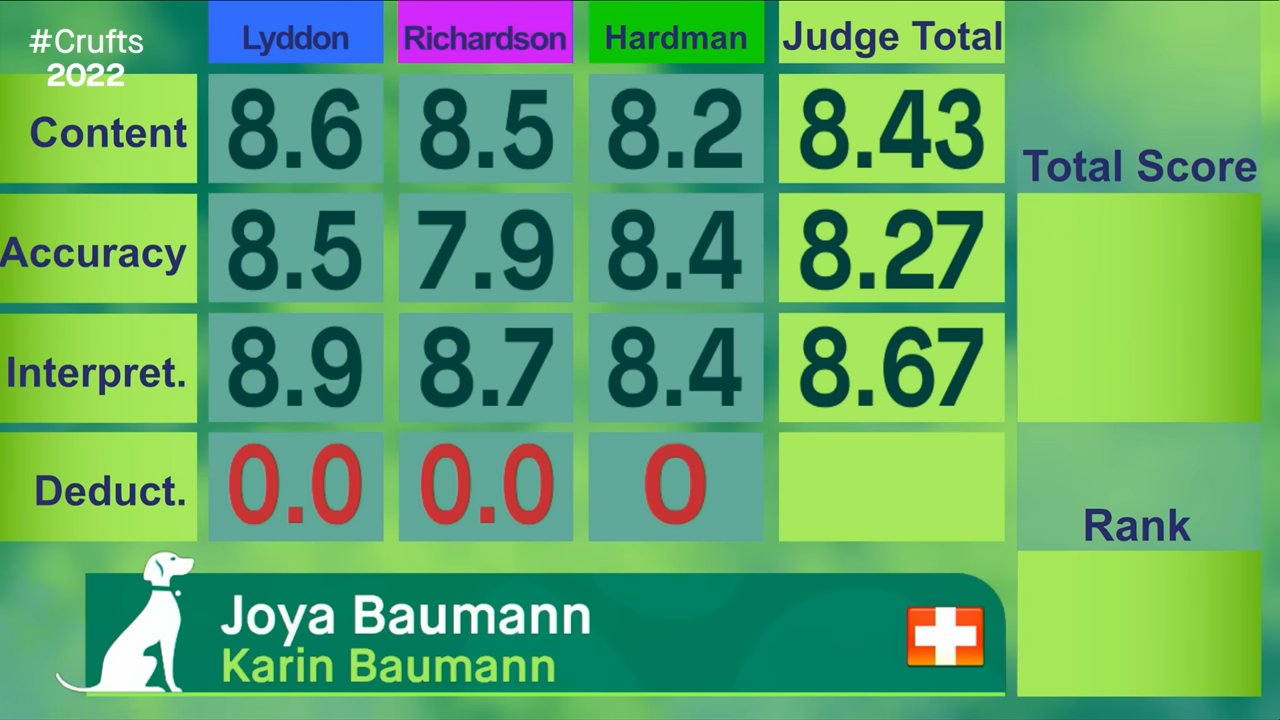 #Crufts
2022
Lyddon Richardson Hardman Judge Total
Content 8.6 8.5 8.2 8.43
Total Score
Accuracy 8.5 7.9 8.4 8.27
Interpret. 8.9 8.7 8.4 8.67
Deduct. 0.0 0.0 0
Rank
Joya Baumann
Karin Baumann